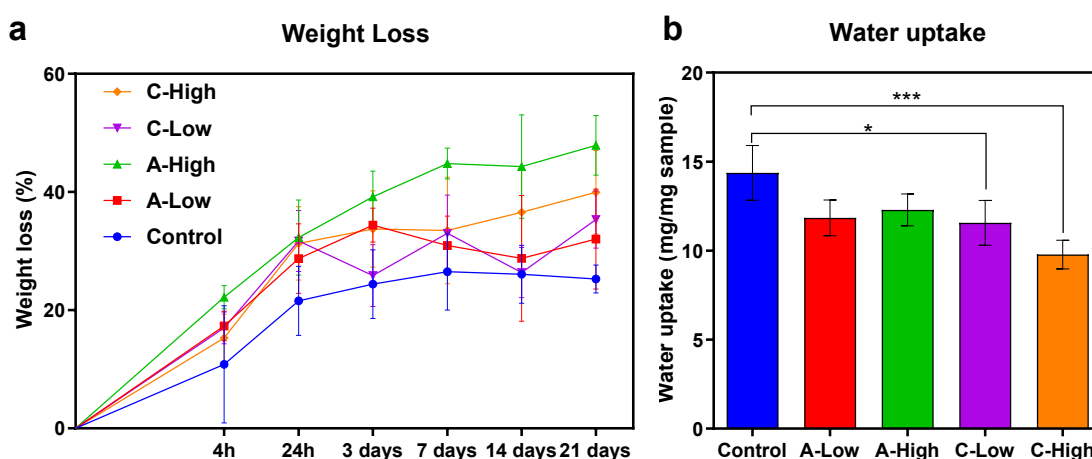 a
Weight Loss
Weight loss (%)
60
40
20
0
C-High
C-Low
A-High
A-Low
Control
4h 24h 3 days 7 days 14 days 21 days
b
Water uptake
Water uptake (mg/mg sample)
20
15
10
5
0
***
*
Control A-Low A-High C-Low C-High